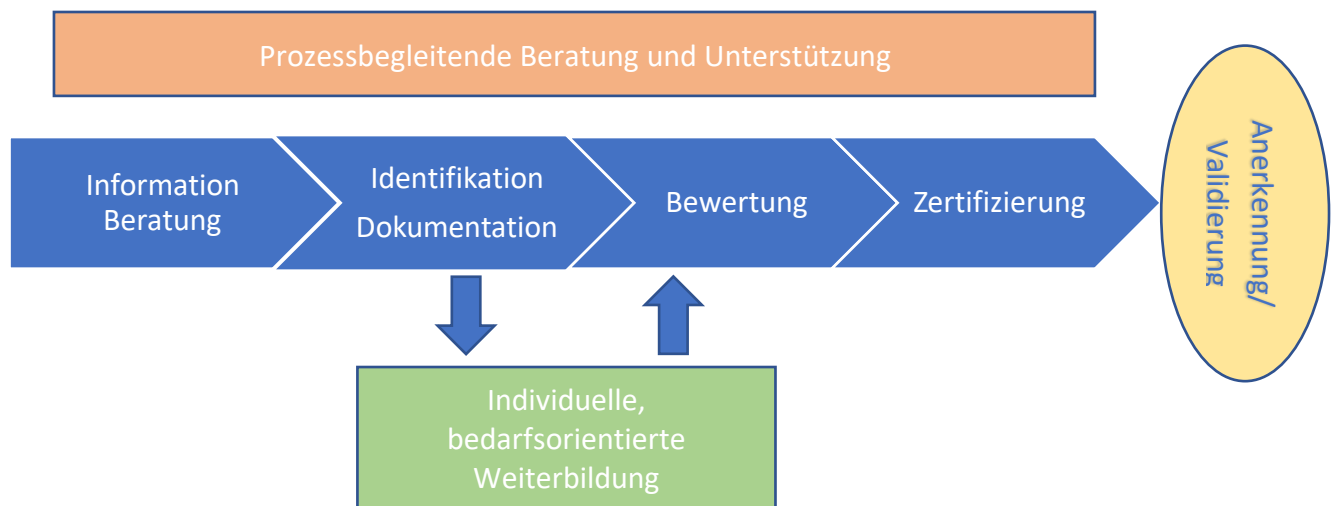 Prozessbegleitende Beratung und Unterstützung
Information
Beratung
Identifikation
Dokumentation
Bewertung
Zertifizierung
Anerkennung/
Validierung
Individuelle,
bedarfsorientierte
Weiterbildung